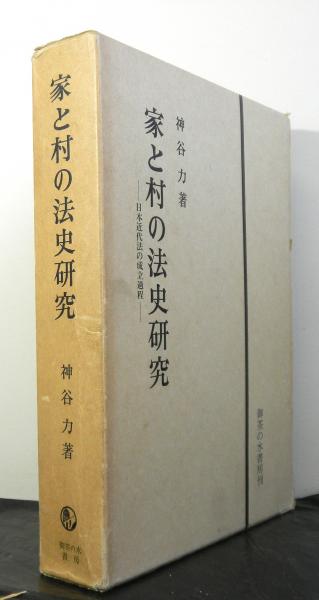 家と村の法史研究
神谷 力 著
御茶の水
書房
神谷 力 著
家と村の法史研究
──日本近代法の成立過程──
御茶の水書房刊